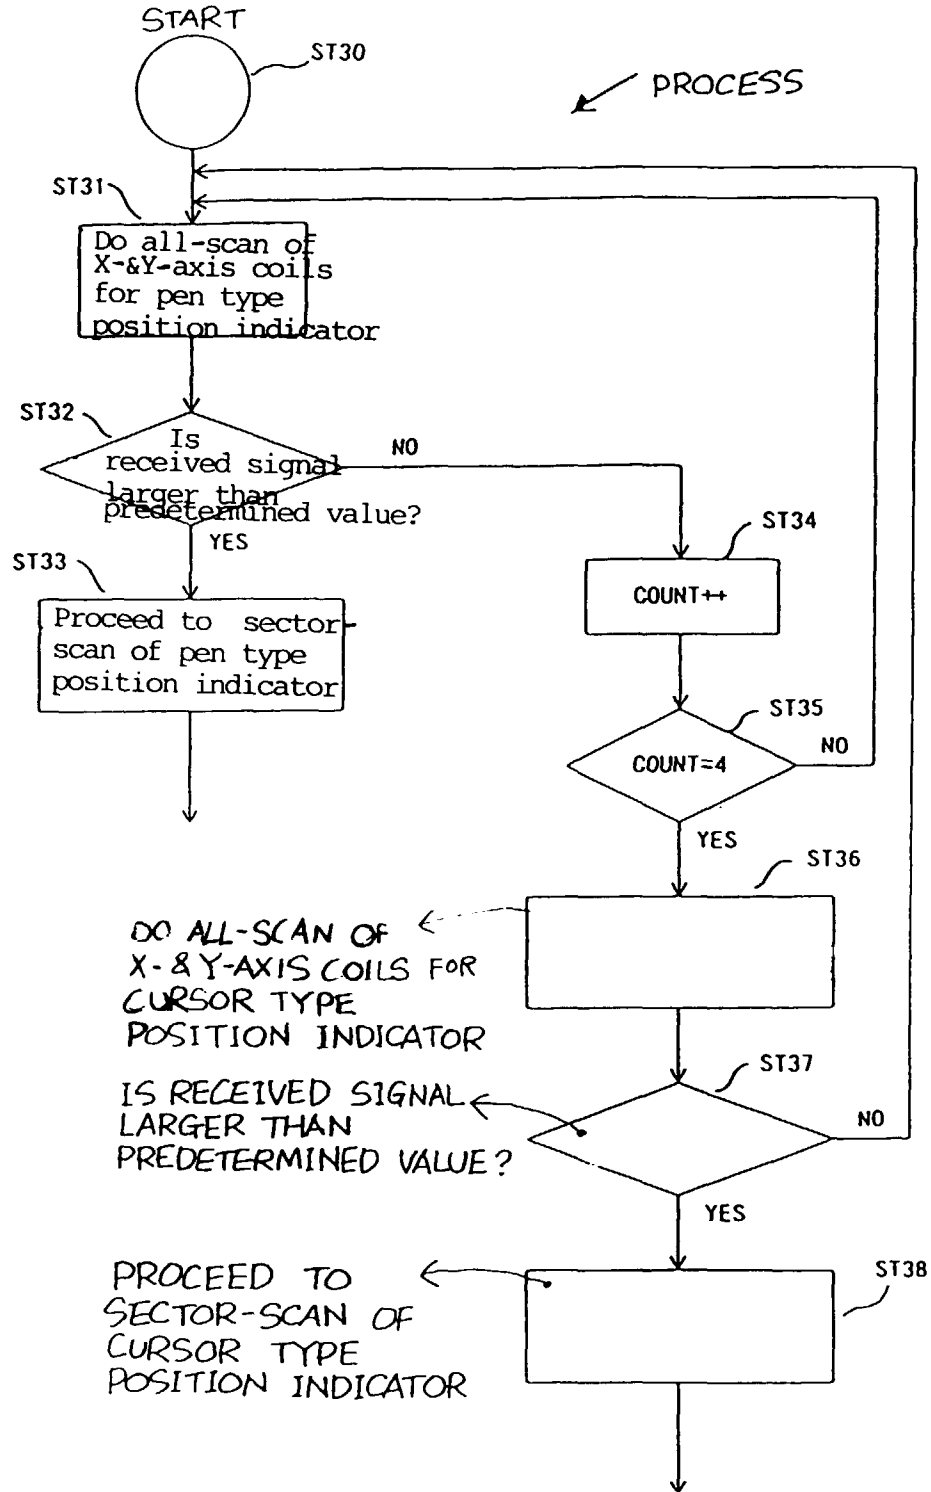 START
ST30
PROCESS
ST31
Do all-scan of
X-&Y-axis coils
for pen type
position indicator
ST32
Is
received signal
larger than
predetermined value?
NO
YES
ST33
Proceed to sector-
scan of pen type
position indicator
ST34
COUNT++
ST35
COUNT=4
NO
YES
ST36
DO ALL-SCAN OF
X- & Y-AXIS COILS FOR
CURSOR TYPE
POSITION INDICATOR
ST37
IS RECEIVED SIGNAL
LARGER THAN
PREDETERMINED VALUE?
NO
YES
ST38
PROCEED TO
SECTOR-SCAN OF
CURSOR TYPE
POSITION INDICATOR